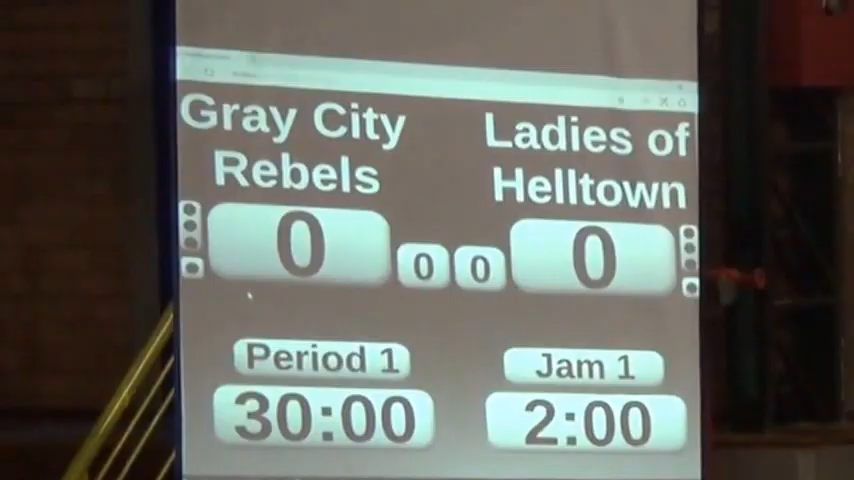 Gray City
Rebels
Ladies of
Helltown
0
0
0
0
Period 1
Jam 1
30:00
2:00